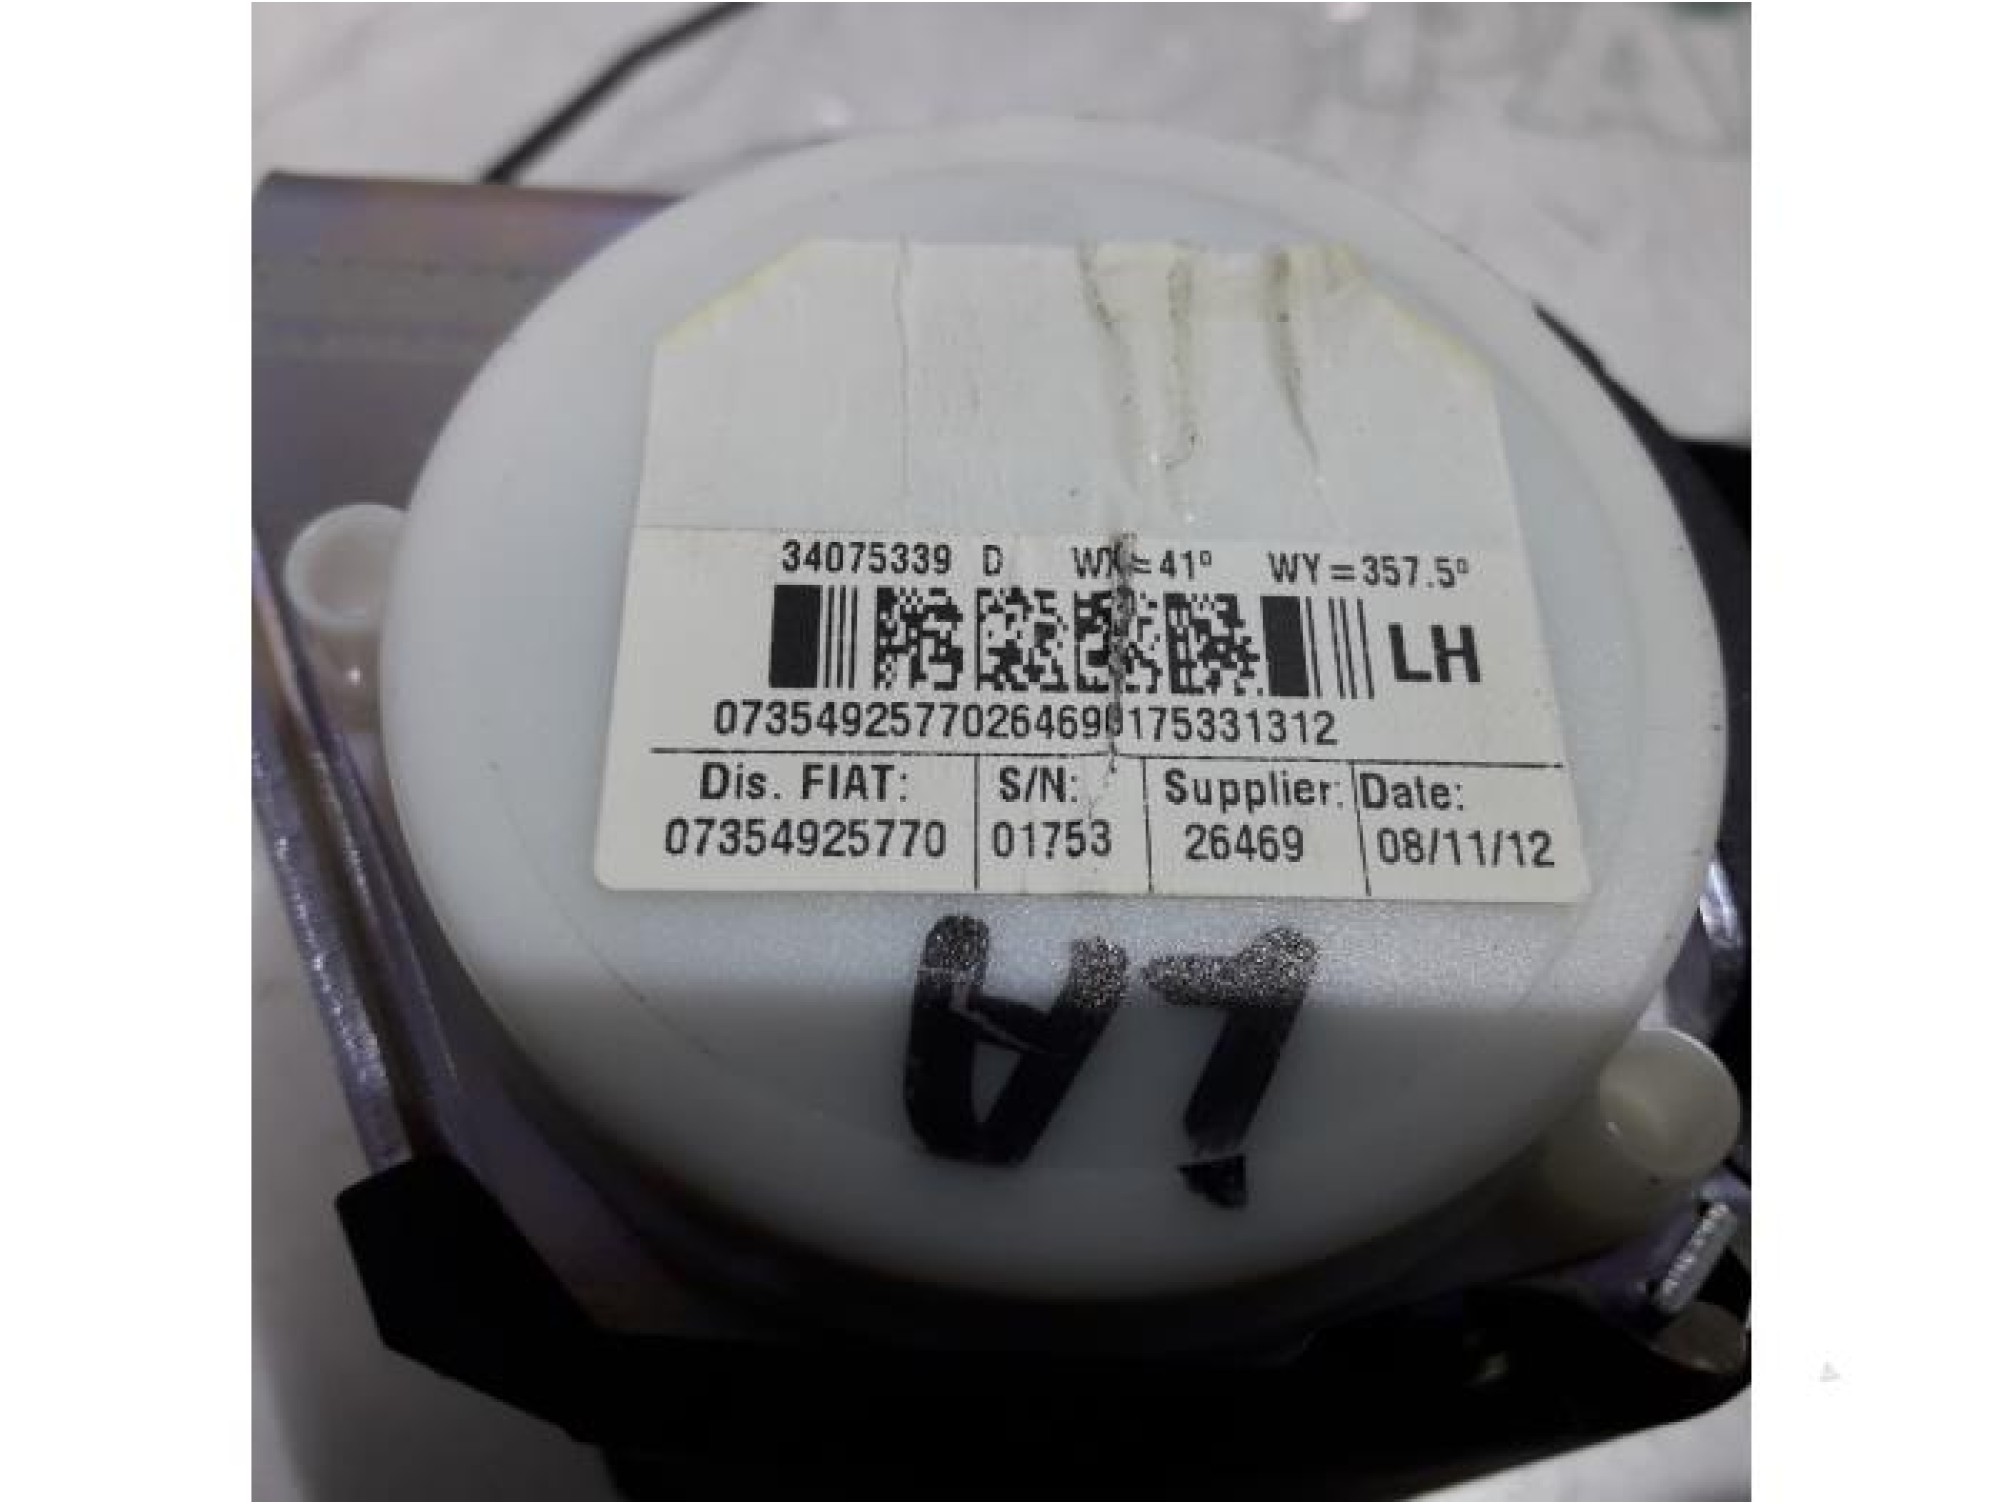 34075339 D WX=41° WY=357.5°
LH
07354925770264690175331312
Dis. FIAT: S/N: Supplier: Date:
07354925770 01753 26469 08/11/12
LA